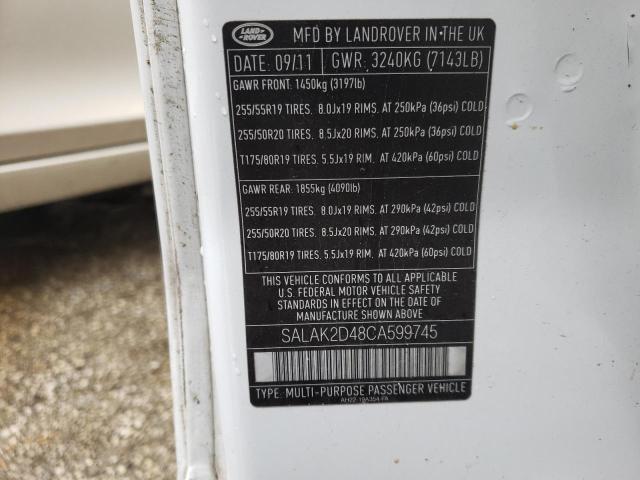 LAND ROVER
MFD BY LANDROVER IN THE UK
DATE: 09/11 GWR: 3240KG (7143LB)
GAWR FRONT: 1450kg (3197lb)
255/55R19 TIRES. 8.0Jx19 RIMS. AT 250kPa (36psi) COLD
255/50R20 TIRES. 8.5Jx20 RIMS. AT 250kPa (36psi) COLD
T175/80R19 TIRES. 5.5Jx19 RIM. AT 420kPa (60psi) COLD
GAWR REAR: 1855kg (4090lb)
255/55R19 TIRES. 8.0Jx19 RIMS. AT 290kPa (42psi) COLD
255/50R20 TIRES. 8.5Jx20 RIMS. AT 290kPa (42psi) COLD
T175/80R19 TIRES. 5.5Jx19 RIM. AT 420kPa (60psi) COLD
THIS VEHICLE CONFORMS TO ALL APPLICABLE
U.S. FEDERAL MOTOR VEHICLE SAFETY
STANDARDS IN EFFECT ON THE DATE OF
MANUFACTURE SHOWN ABOVE
SALAK2D48CA599745
TYPE: MULTI-PURPOSE PASSENGER VEHICLE
AH22-19A354-FA